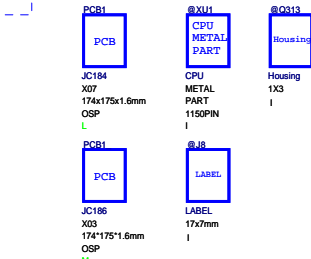 PCB1
PCB
JC184
X07
174x175x1.6mm
OSP
L
@XU1
CPU
METAL
PART
CPU
METAL
PART
1150PIN
I
@Q313
Housing
Housing
1X3
I
PCB1
PCB
JC186
X03
174*175*1.6mm
OSP
@J8
LABEL
LABEL
17x7mm
I